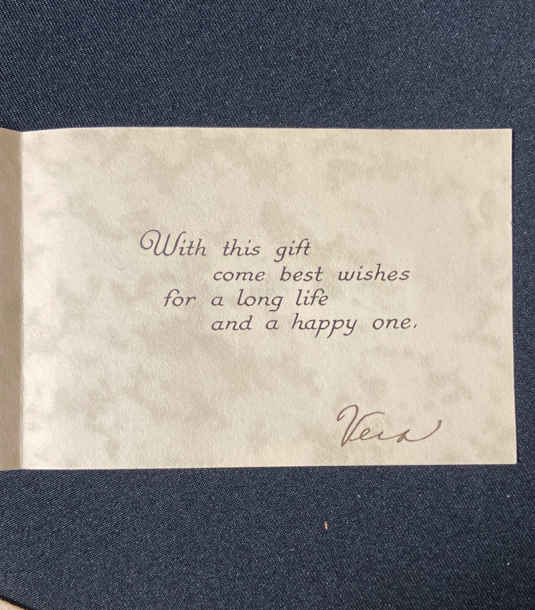 With this gift
come best wishes
for a long life
and a happy one.
Vera